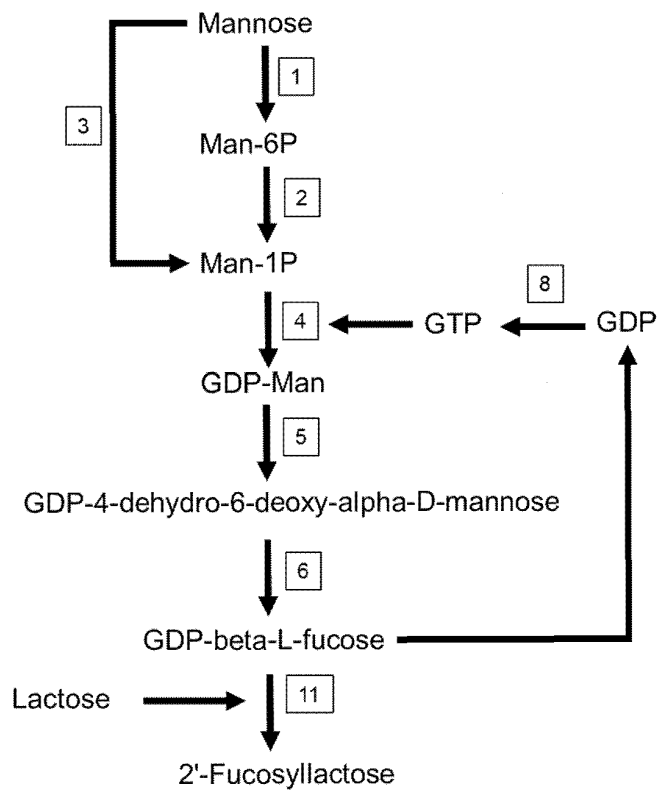 Mannose
1
3
Man-6P
2
Man-1P
8
4
GTP
GDP
GDP-Man
5
GDP-4-dehydro-6-deoxy-alpha-D-mannose
6
GDP-beta-L-fucose
Lactose
11
2'-Fucosyllactose